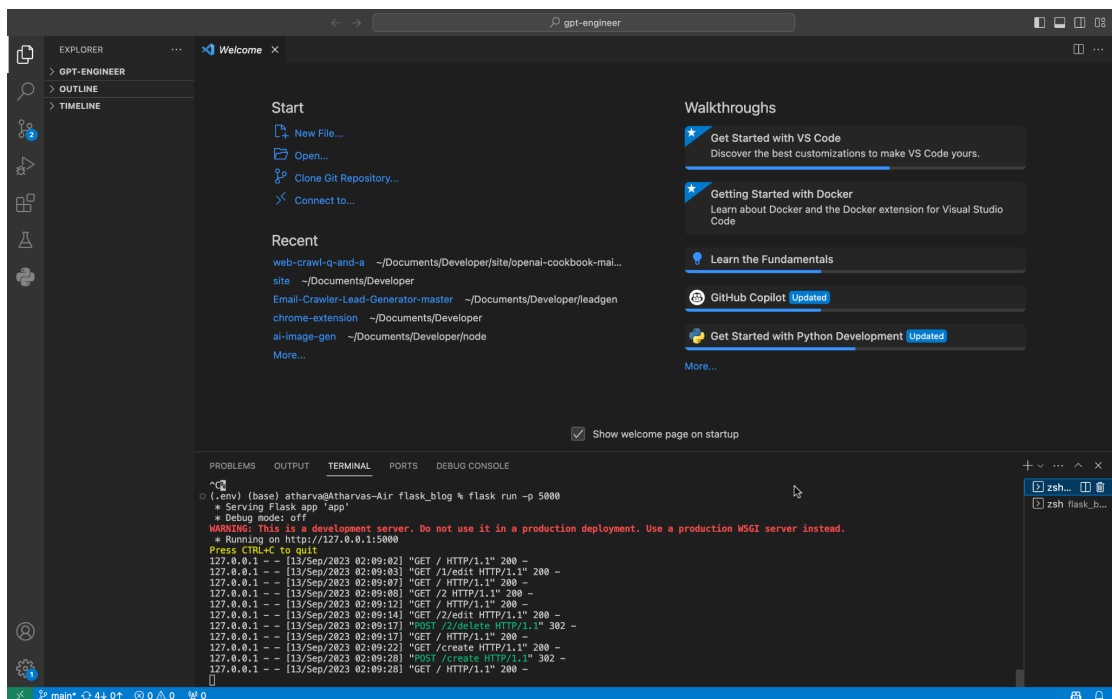 gpt-engineer
EXPLORER
Welcome
GPT-ENGINEER
OUTLINE
TIMELINE
2
Start
New File...
Open...
Clone Git Repository...
Connect to...
Recent
web-crawl-q-and-a ~/Documents/Developer/site/openai-cookbook-mai...
site ~/Documents/Developer
Email-Crawler-Lead-Generator-master ~/Documents/Developer/leadgen
chrome-extension ~/Documents/Developer
ai-image-gen ~/Documents/Developer/node
More...
Walkthroughs
Get Started with VS Code
Discover the best customizations to make VS Code yours.
Getting Started with Docker
Learn about Docker and the Docker extension for Visual Studio
Code
Learn the Fundamentals
GitHub Copilot Updated
Get Started with Python Development Updated
More...
Show welcome page on startup
PROBLEMS OUTPUT TERMINAL PORTS DEBUG CONSOLE
(.env) (base) atharva@Atharvas-Air flask_blog % flask run -p 5000
* Serving Flask app 'app'
* Debug mode: off
WARNING: This is a development server. Do not use it in a production deployment. Use a production WSGI server instead.
* Running on http://127.0.0.1:5000
Press CTRL+C to quit
127.0.0.1 - - [13/Sep/2023 02:09:02] "GET / HTTP/1.1" 200 -
127.0.0.1 - - [13/Sep/2023 02:09:03] "GET /1/edit HTTP/1.1" 200 -
127.0.0.1 - - [13/Sep/2023 02:09:07] "GET / HTTP/1.1" 200 -
127.0.0.1 - - [13/Sep/2023 02:09:08] "GET /2 HTTP/1.1" 200 -
127.0.0.1 - - [13/Sep/2023 02:09:12] "GET / HTTP/1.1" 200 -
127.0.0.1 - - [13/Sep/2023 02:09:14] "GET /2/edit HTTP/1.1" 200 -
127.0.0.1 - - [13/Sep/2023 02:09:17] "POST /2/delete HTTP/1.1" 302 -
127.0.0.1 - - [13/Sep/2023 02:09:17] "GET / HTTP/1.1" 200 -
127.0.0.1 - - [13/Sep/2023 02:09:22] "GET /create HTTP/1.1" 200 -
127.0.0.1 - - [13/Sep/2023 02:09:28] "POST /create HTTP/1.1" 302 -
127.0.0.1 - - [13/Sep/2023 02:09:28] "GET / HTTP/1.1" 200 -
zsh...
zsh flask_b...
1
main* 4↓ 0↑ 0 0 0